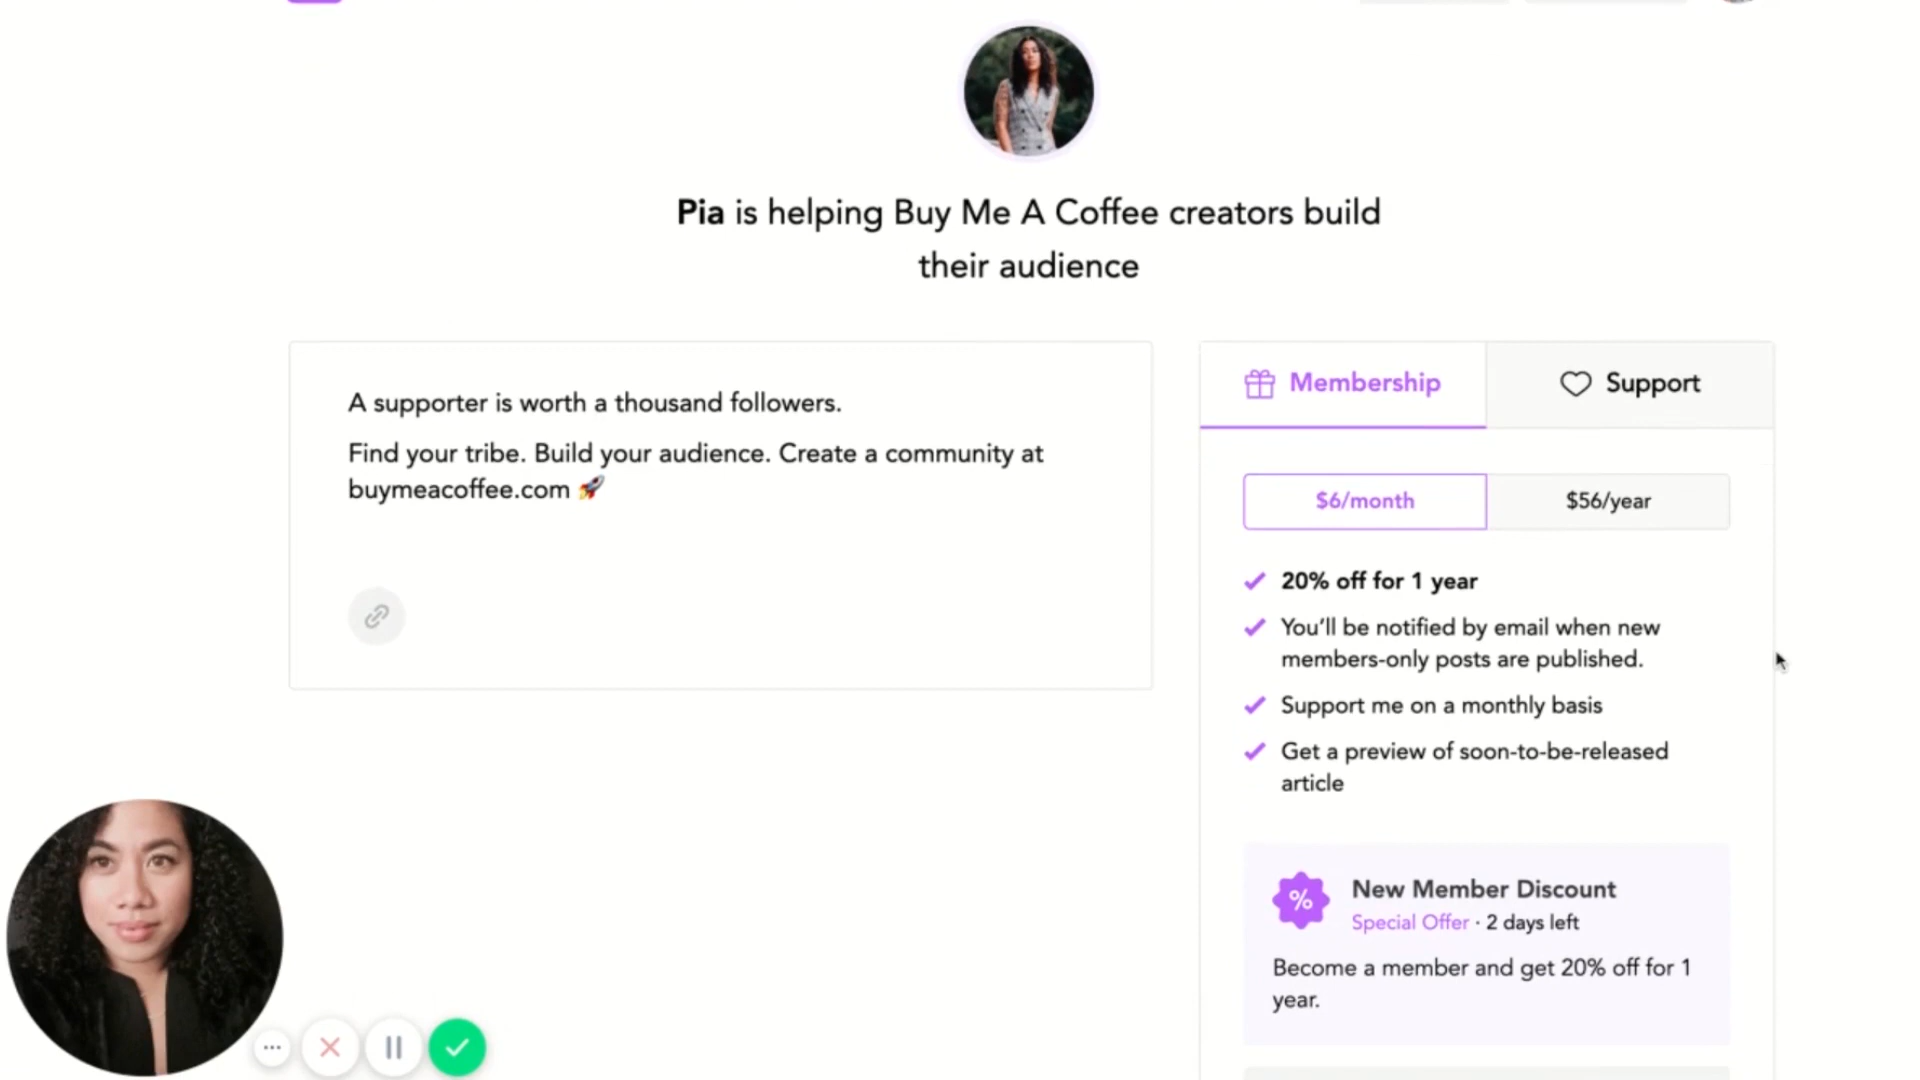 Pia is helping Buy Me A Coffee creators build
their audience
A supporter is worth a thousand followers.
Find your tribe. Build your audience. Create a community at
buymeacoffee.com 🚀
Membership
Support
$6/month
$56/year
20% off for 1 year
You’ll be notified by email when new
members-only posts are published.
Support me on a monthly basis
Get a preview of soon-to-be-released
article
%
New Member Discount
Special Offer · 2 days left
Become a member and get 20% off for 1
year.